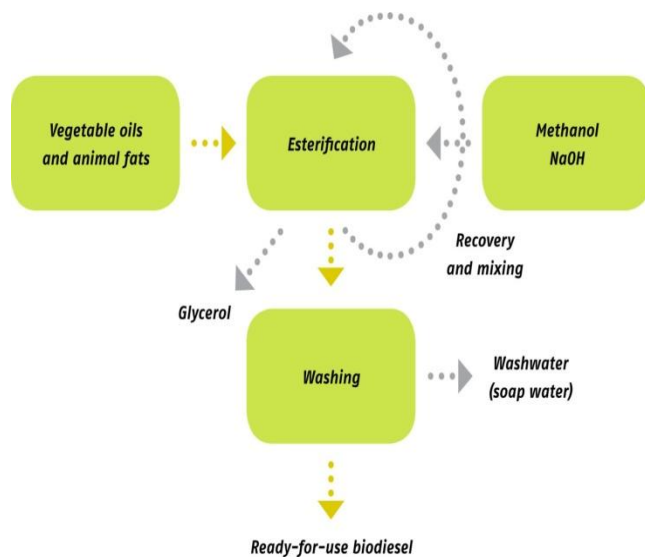 Vegetable oils
and animal fats
Esterification
Methanol
NaOH
Recovery
and mixing
Glycerol
Washing
Washwater
(soap water)
Ready-for-use biodiesel